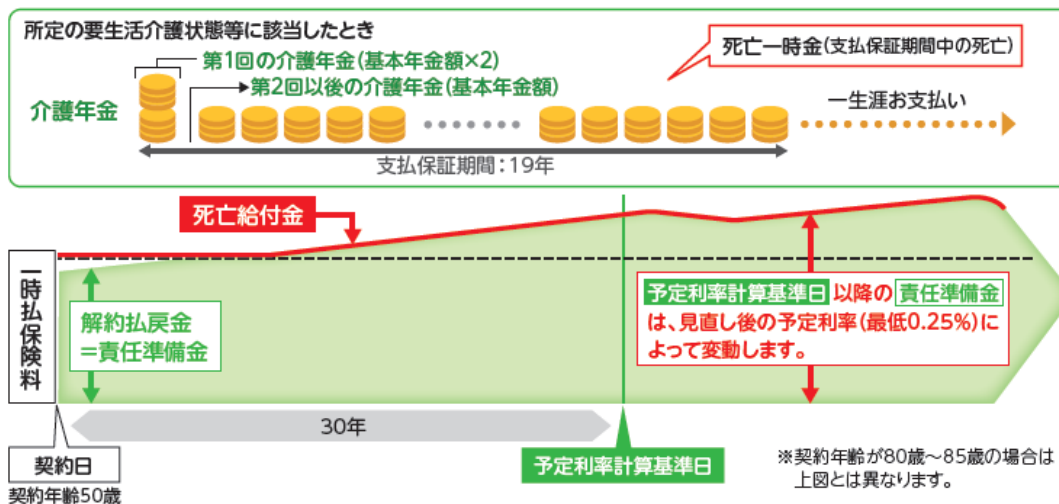 所定の要生活介護状態等に該当したとき
第1回の介護年金(基本年金額×2)
第2回以後の介護年金(基本年金額)
死亡一時金(支払保証期間中の死亡)
介護年金
一生涯お支払い
支払保証期間:19年
死亡給付金
一時払保険料
解約払戻金
=責任準備金
予定利率計算基準日 以降の 責任準備金
は、見直し後の予定利率(最低0.25%)に
よって変動します。
30年
契約日
契約年齢50歳
予定利率計算基準日
※契約年齢が80歳~85歳の場合は
上図とは異なります。